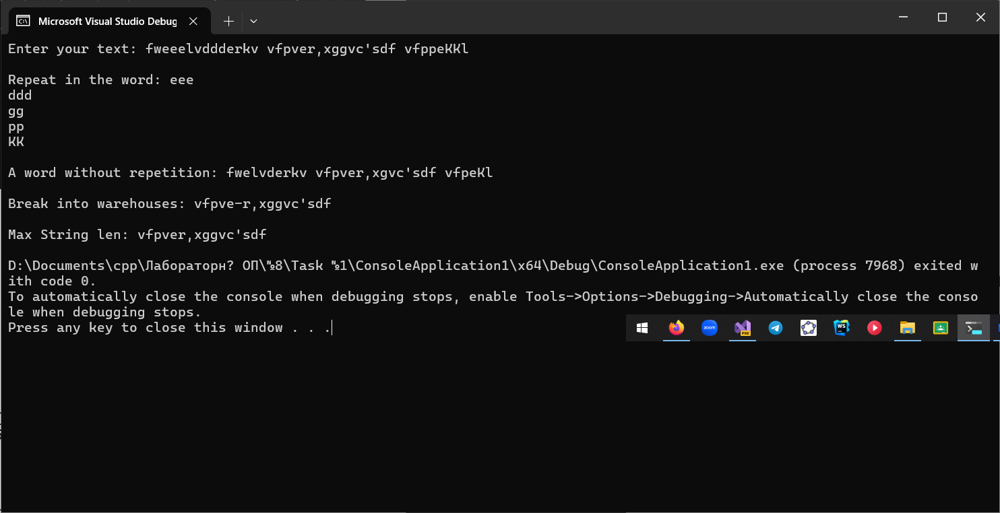 Microsoft Visual Studio Debug
Enter your text: fweeelvddderkv vfpver,xggvc'sdf vfppeKKl
Repeat in the word: eee
ddd
gg
pp
KK
A word without repetition: fwelvderkv vfpver,xgvc'sdf vfpeKl
Break into warehouses: vfpve-r,xggvc'sdf
Max String len: vfpver,xggvc'sdf
D:\Documents\cpp\Лабораторн? ОП\№8\Task №1\ConsoleApplication1\x64\Debug\ConsoleApplication1.exe (process 7968) exited w
ith code 0.
To automatically close the console when debugging stops, enable Tools->Options->Debugging->Automatically close the conso
le when debugging stops.
Press any key to close this window . . .
zoom
PRE
WS